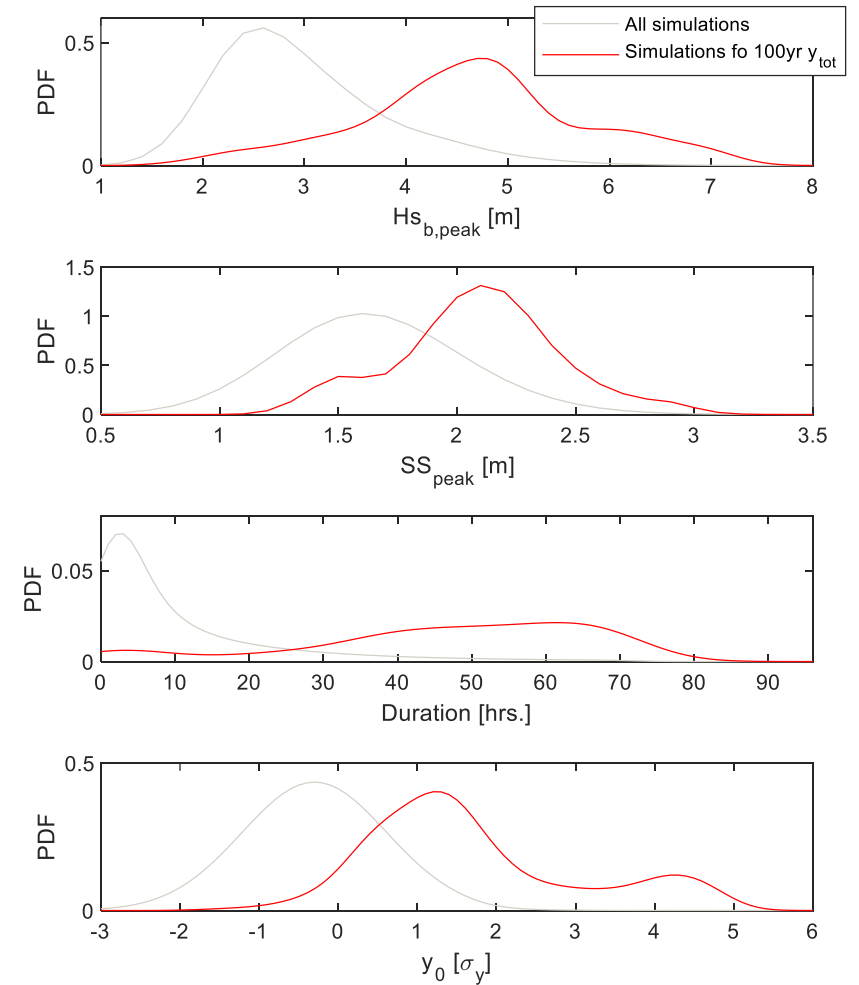 All simulations
Simulations fo 100yr y_tot
PDF
0.5
0
1 2 3 4 5 6 7 8
Hs_b,peak [m]
PDF
1.5
1
0.5
0
0.5 1 1.5 2 2.5 3 3.5
SS_peak [m]
PDF
0.05
0
0 10 20 30 40 50 60 70 80 90
Duration [hrs.]
PDF
0.5
0
-3 -2 -1 0 1 2 3 4 5 6
y_0 [σ_y]